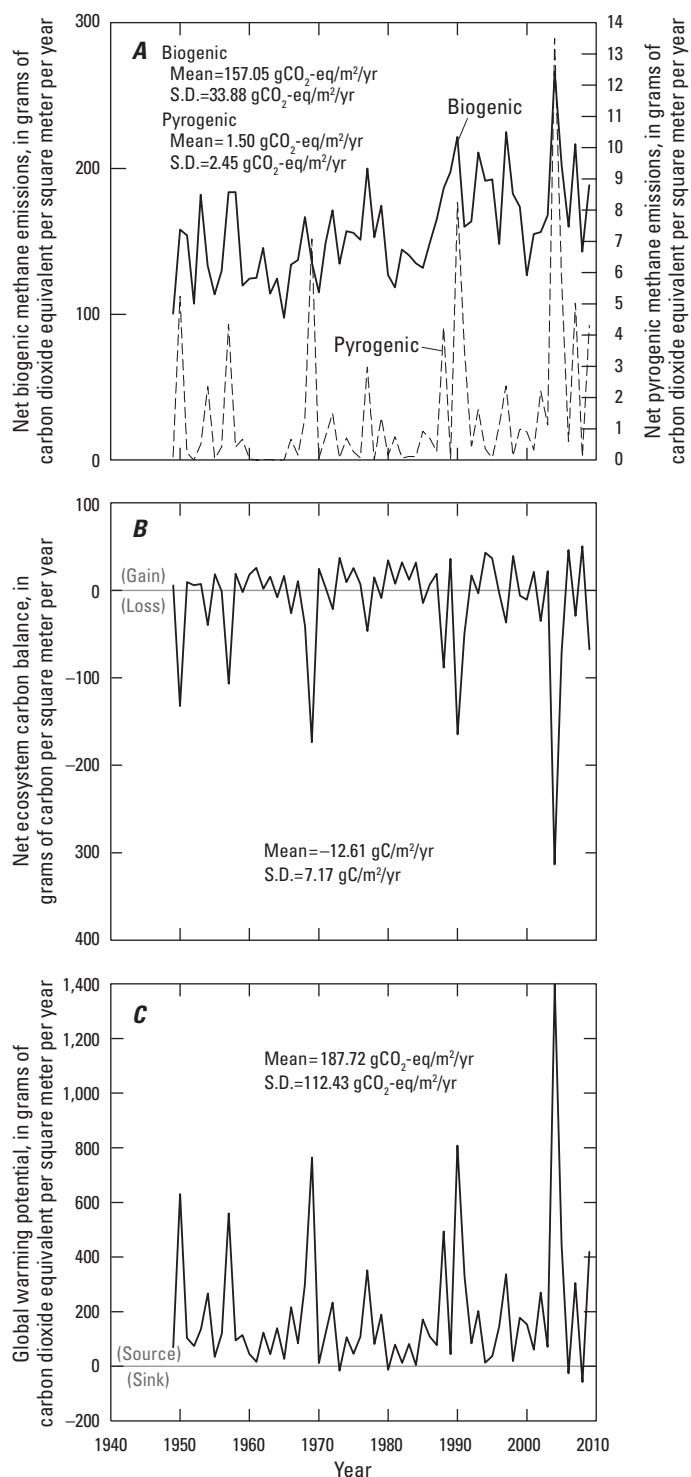 300
200
100
0
Net biogenic methane emissions, in grams of
carbon dioxide equivalent per square meter per year
A
Biogenic
Mean=157.05 gCO₂-eq/m²/yr
S.D.=33.88 gCO₂-eq/m²/yr
Pyrogenic
Mean=1.50 gCO₂-eq/m²/yr
S.D.=2.45 gCO₂-eq/m²/yr
Biogenic
Pyrogenic
14
13
12
11
10
9
8
7
6
5
4
3
2
1
0
Net pyrogenic methane emissions, in grams of
carbon dioxide equivalent per square meter per year
100
0
−100
−200
300
400
Net ecosystem carbon balance, in
grams of carbon per square meter per year
B
(Gain)
(Loss)
Mean=−12.61 gC/m²/yr
S.D.=7.17 gC/m²/yr
1,400
1,200
1,000
800
600
400
200
0
−200
Global warming potential, in grams of
carbon dioxide equivalent per square meter per year
C
Mean=187.72 gCO₂-eq/m²/yr
S.D.=112.43 gCO₂-eq/m²/yr
(Source)
(Sink)
1940 1950 1960 1970 1980 1990 2000 2010
Year